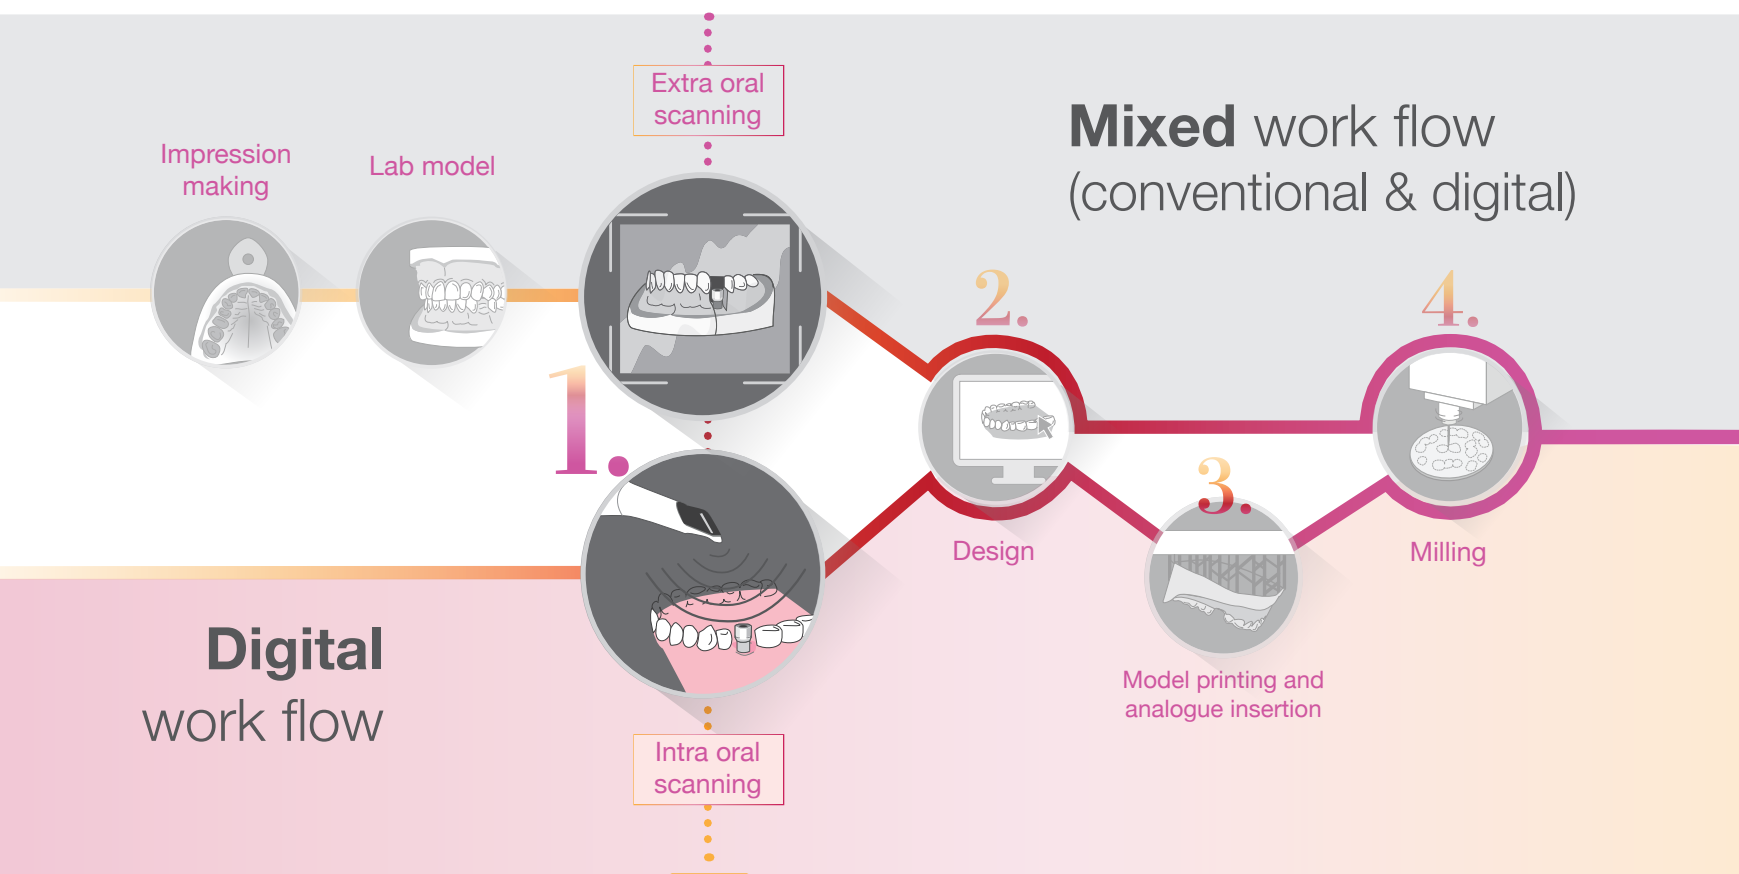 Extra oral
scanning
Impression
making
Lab model
Mixed work flow
(conventional & digital)
1.
2.
3.
4.
Design
Milling
Model printing and
analogue insertion
Digital
work flow
Intra oral
scanning